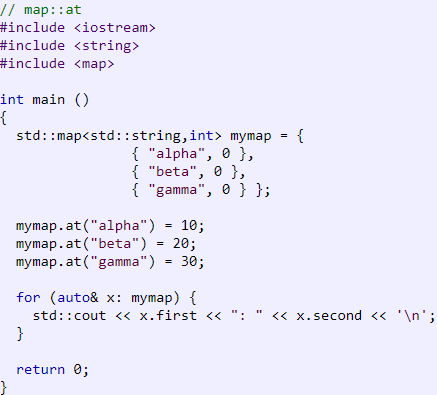 // map::at
#include <iostream>
#include <string>
#include <map>

int main ()
{
  std::map<std::string,int> mymap = {
                { "alpha", 0 },
                { "beta", 0 },
                { "gamma", 0 } };

  mymap.at("alpha") = 10;
  mymap.at("beta") = 20;
  mymap.at("gamma") = 30;

  for (auto& x: mymap) {
    std::cout << x.first << ": " << x.second << '\n';
  }

  return 0;
}